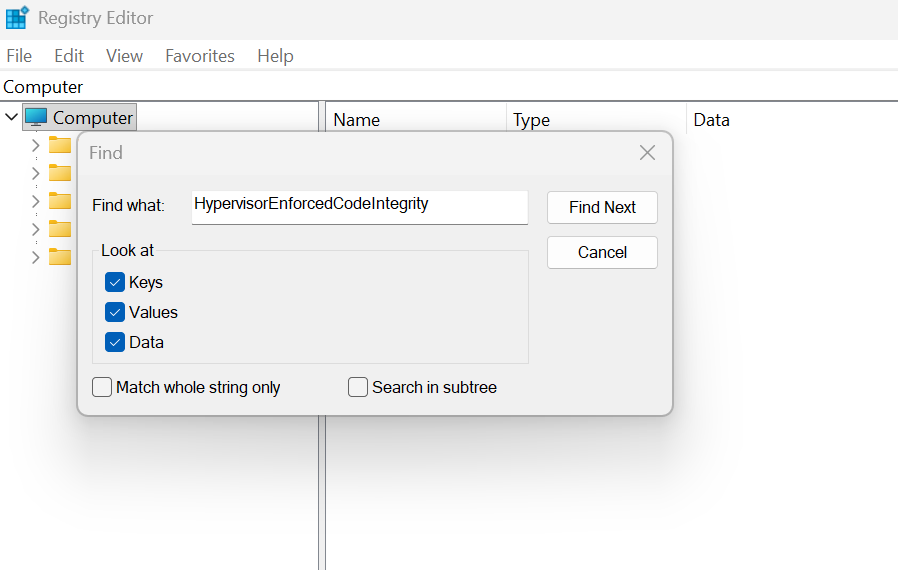 Registry Editor
File Edit View Favorites Help
Computer
Computer
Name Type Data
Find
Find what: HypervisorEnforcedCodeIntegrity Find Next
Look at Cancel
Keys
Values
Data
Match whole string only Search in subtree